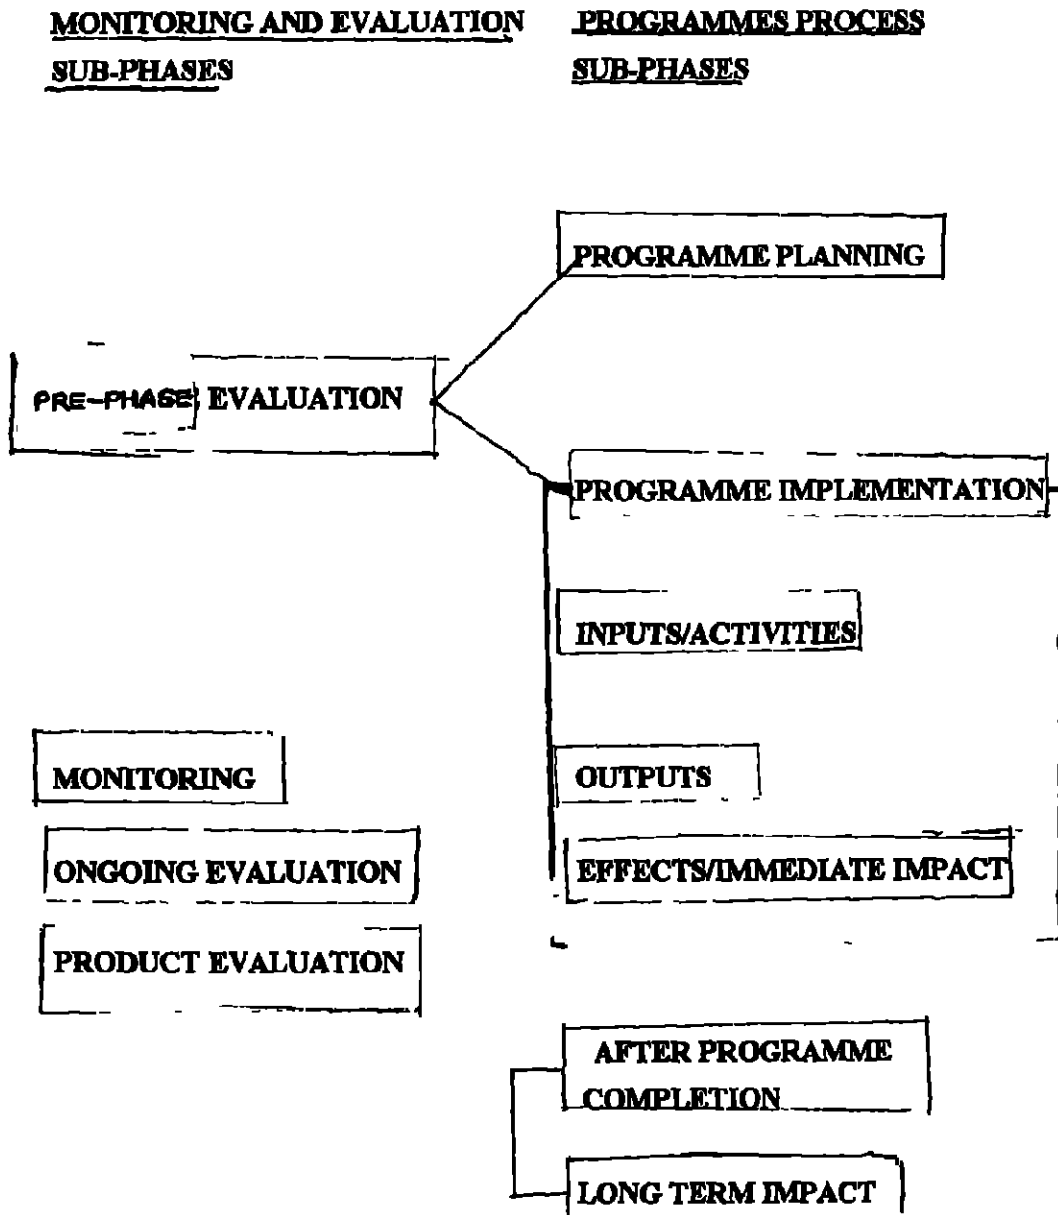 MONITORING AND EVALUATION
SUB-PHASES
PROGRAMMES PROCESS
SUB-PHASES
PROGRAMME PLANNING
PRE-PHASE EVALUATION
PROGRAMME IMPLEMENTATION
INPUTS/ACTIVITIES
MONITORING
OUTPUTS
ONGOING EVALUATION
EFFECTS/IMMEDIATE IMPACT
PRODUCT EVALUATION
AFTER PROGRAMME
COMPLETION
LONG TERM IMPACT